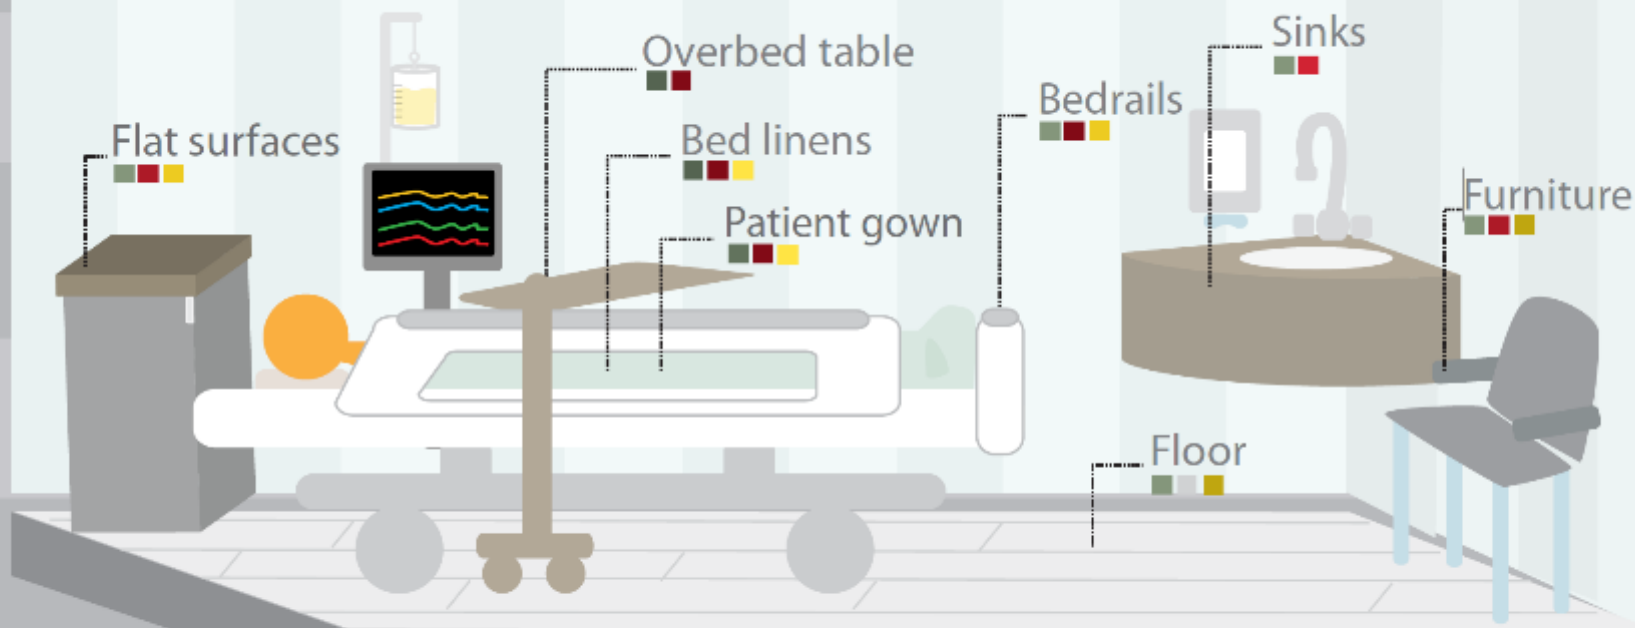 Sinks
Overbed table
Bedrails
Flat surfaces
Bed linens
Furniture
Patient gown
Floor